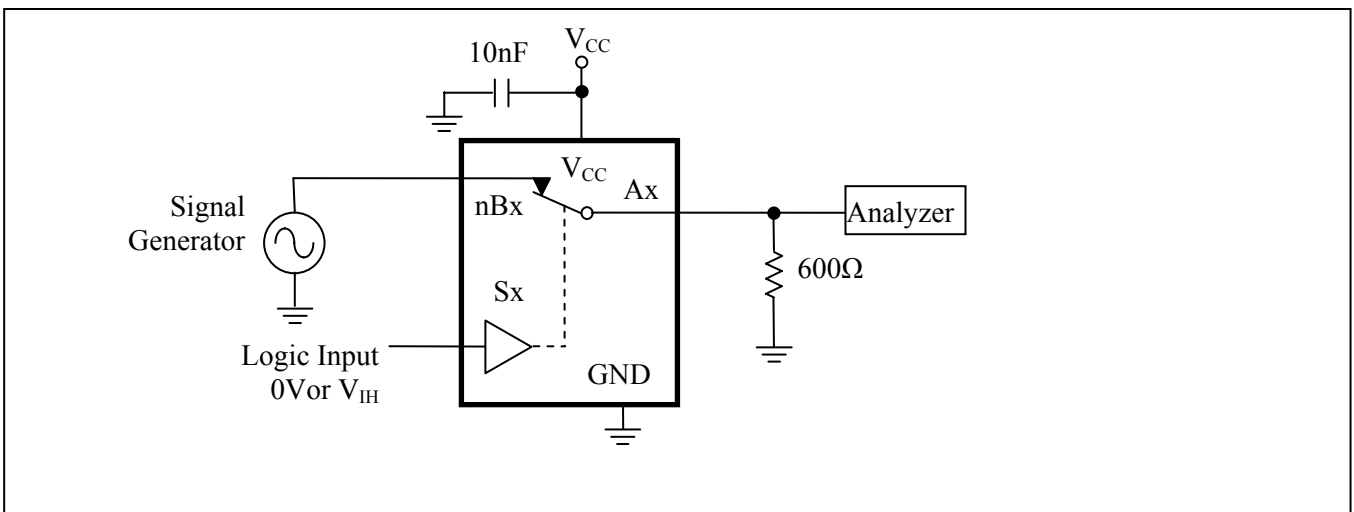 10nF
V_CC
V_CC
nBx
Ax
Signal
Generator
Analyzer
600Ω
Sx
Logic Input
0Vor V_IH
GND